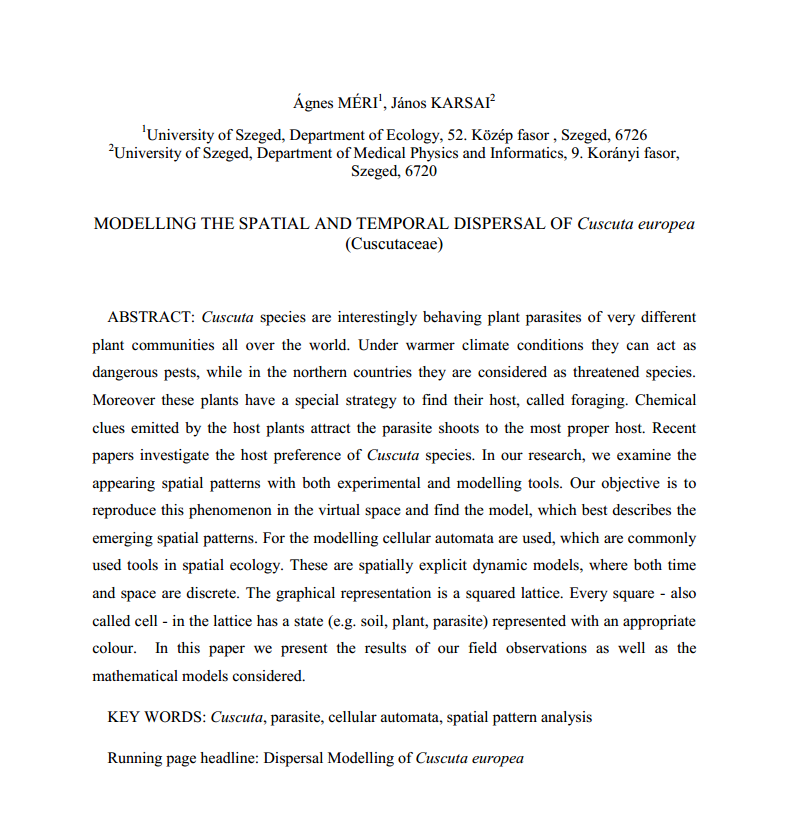 Ágnes MÉRI1, János KARSAI2
1University of Szeged, Department of Ecology, 52. Közép fasor , Szeged, 6726
2University of Szeged, Department of Medical Physics and Informatics, 9. Korányi fasor,
Szeged, 6720
MODELLING THE SPATIAL AND TEMPORAL DISPERSAL OF Cuscuta europea
(Cuscutaceae)
ABSTRACT: Cuscuta species are interestingly behaving plant parasites of very different
plant communities all over the world. Under warmer climate conditions they can act as
dangerous pests, while in the northern countries they are considered as threatened species.
Moreover these plants have a special strategy to find their host, called foraging. Chemical
clues emitted by the host plants attract the parasite shoots to the most proper host. Recent
papers investigate the host preference of Cuscuta species. In our research, we examine the
appearing spatial patterns with both experimental and modelling tools. Our objective is to
reproduce this phenomenon in the virtual space and find the model, which best describes the
emerging spatial patterns. For the modelling cellular automata are used, which are commonly
used tools in spatial ecology. These are spatially explicit dynamic models, where both time
and space are discrete. The graphical representation is a squared lattice. Every square - also
called cell - in the lattice has a state (e.g. soil, plant, parasite) represented with an appropriate
colour. In this paper we present the results of our field observations as well as the
mathematical models considered.
KEY WORDS: Cuscuta, parasite, cellular automata, spatial pattern analysis
Running page headline: Dispersal Modelling of Cuscuta europea